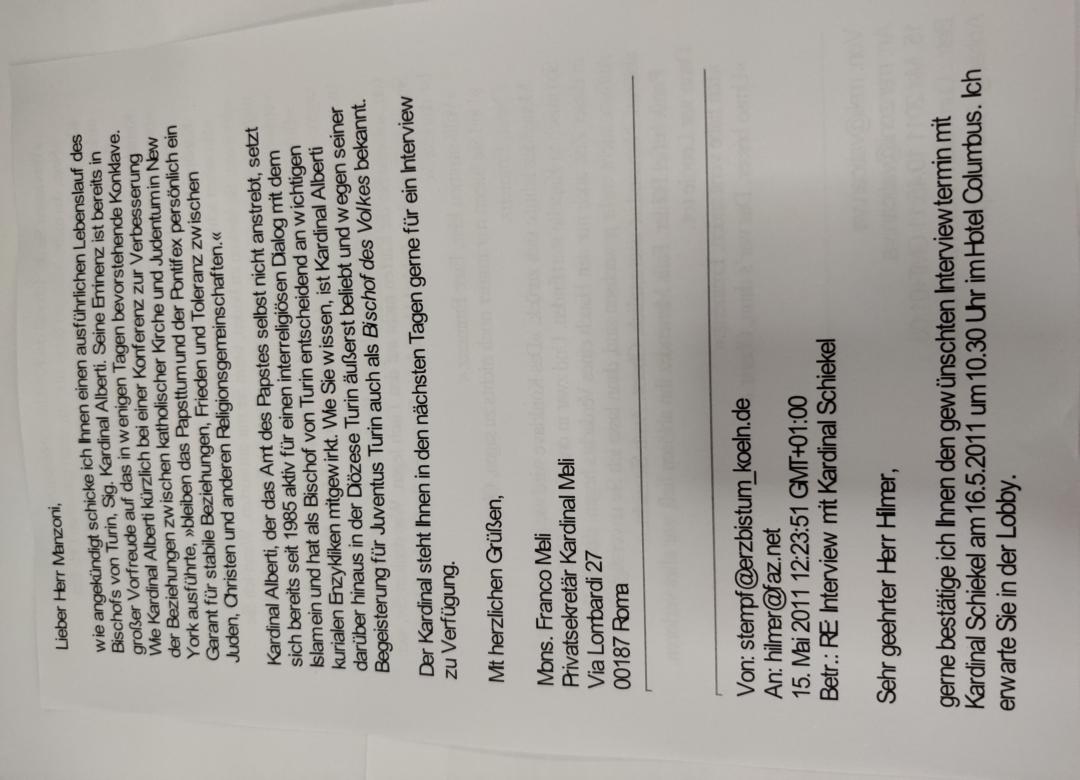 Lieber Herr Manzoni,
wie angekündigt schicke ich Ihnen einen ausführlichen Lebenslauf des
Bischofs von Turin, Sig. Kardinal Alberti. Seine Eminenz ist bereits in
großer Vorfreude auf das in wenigen Tagen bevorstehende Konklave.
Wie Kardinal Alberti kürzlich bei einer Konferenz zur Verbesserung
der Beziehungen zwischen katholischer Kirche und Judentum in New
York ausführte, »bleiben das Papsttum und der Pontifex persönlich ein
Garant für stabile Beziehungen, Frieden und Toleranz zwischen
Juden, Christen und anderen Religionsgemeinschaften.«
Kardinal Alberti, der das Amt des Papstes selbst nicht anstrebt, setzt
sich bereits seit 1985 aktiv für einen interreligiösen Dialog mit dem
Islam ein und hat als Bischof von Turin entscheidend an wichtigen
kurialen Enzykliken mitgewirkt. Wie Sie wissen, ist Kardinal Alberti
darüber hinaus in der Diözese Turin äußerst beliebt und wegen seiner
Begeisterung für Juventus Turin auch als Bischof des Volkes bekannt.
Der Kardinal steht Ihnen in den nächsten Tagen gerne für ein Interview
zu Verfügung.
Mit herzlichen Grüßen,
Mons. Franco Meli
Privatsekretär Kardinal Meli
Via Lombardi 27
00187 Roma
Von: stempf@erzbistum_koeln.de
An: hilmer@faz.net
15. Mai 2011 12:23:51 GMT+01:00
Betr.: RE Interview mit Kardinal Schiekel
Sehr geehrter Herr Hilmer,
gerne bestätige ich Ihnen den gewünschten Interviewtermin mit
Kardinal Schiekel am 16.5.2011 um 10.30 Uhr im Hotel Columbus. Ich
erwarte Sie in der Lobby.